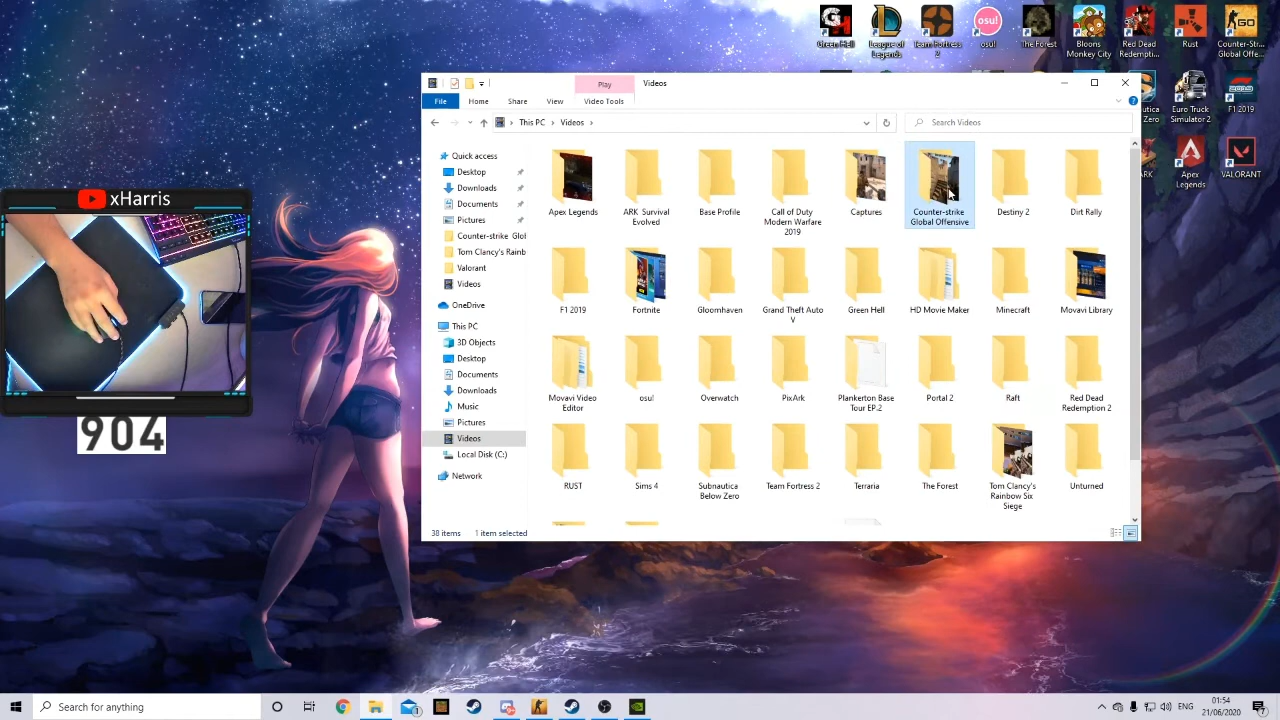 Green Hell
League of Legends
Team Fortress 2
osu!
The Forest
Bloons Monkey City
Red Dead Redempti...
Rust
Counter-Str... Global Offe...
Euro Truck Simulator 2
F1 2019
Apex Legends
VALORANT
Play
Videos
File
Home
Share
View
Video Tools
This PC
Videos
Search Videos
Quick access
Desktop
Downloads
Documents
Pictures
Counter-strike Glo
Tom Clancy's Rainb
Valorant
Videos
OneDrive
This PC
3D Objects
Desktop
Documents
Downloads
Music
Pictures
Videos
Local Disk (C:)
Network
Apex Legends
ARK Survival Evolved
Base Profile
Call of Duty Modern Warfare 2019
Captures
Counter-strike Global Offensive
Destiny 2
Dirt Rally
F1 2019
Fortnite
Gloomhaven
Grand Theft Auto V
Green Hell
HD Movie Maker
Minecraft
Movavi Library
Movavi Video Editor
osu!
Overwatch
PixArk
Plankerton Base Tour EP.2
Portal 2
Raft
Red Dead Redemption 2
RUST
Sims 4
Subnautica Below Zero
Team Fortress 2
Terraria
The Forest
Tom Clancy's Rainbow Six Siege
Unturned
38 items
1 item selected
xHarris
904
Search for anything
ENG
01:54
21/06/2020